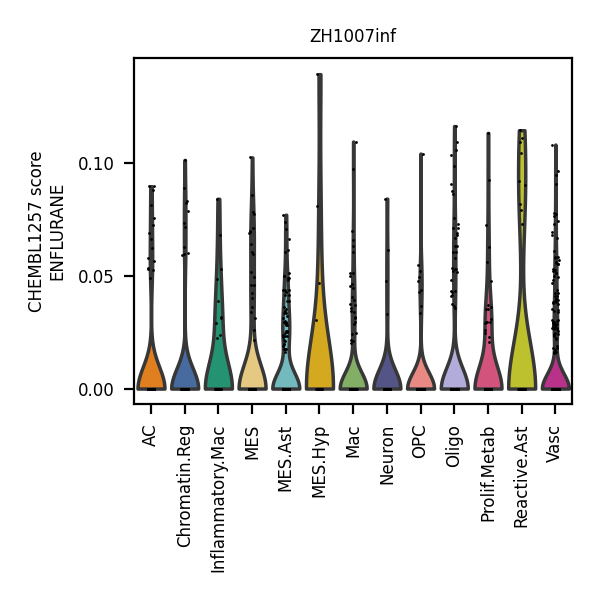 ZH1007inf
CHEMBL1257 score
ENFLURANE
0.10
0.05
0.00
AC
Chromatin.Reg
Inflammatory.Mac
MES
MES.Ast
MES.Hyp
Mac
Neuron
OPC
Oligo
Prolif.Metab
Reactive.Ast
Vasc